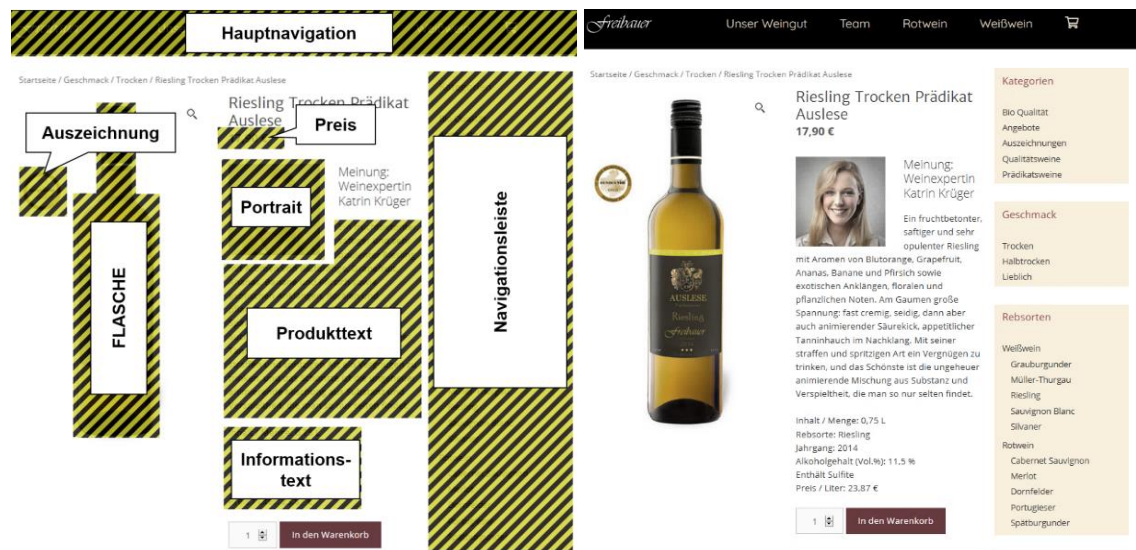 Hauptnavigation
Startseite / Geschmack / Trocken / Riesling Trocken Prädikat Auslese
Riesling Trocken Prädikat
Auslese
Auszeichnung
Preis
Meinung:
Weinexpertin
Katrin Krüger
Portrait
FLASCHE
Produkttext
Navigationsleiste
Informations-
text
1
In den Warenkorb
Freibauer
Unser Weingut
Team
Rotwein
Weißwein
Startseite / Geschmack / Trocken / Riesling Trocken Prädikat Auslese
Riesling Trocken Prädikat
Auslese
17,90 €
Meinung:
Weinexpertin
Katrin Krüger
Ein fruchtbetonter,
saftiger und sehr
opulenter Riesling
mit Aromen von Blutorange, Grapefruit,
Ananas, Banane und Pfirsich sowie
exotischen Anklängen, floralen und
pflanzlichen Noten. Am Gaumen große
Spannung: fast cremig, seidig, dann aber
auch animierender Säurekick, appetitlicher
Tanninhauch im Nachklang. Mit seiner
straffen und spritzigen Art ein Vergnügen zu
trinken, und das Schönste ist die ungeheuer
animierende Mischung aus Substanz und
Verspieltheit, die man so nur selten findet.
Inhalt / Menge: 0,75 L
Rebsorte: Riesling
Jahrgang: 2014
Alkoholgehalt (Vol.%): 11,5 %
Enthält Sulfite
Preis / Liter: 23,87 €
1
In den Warenkorb
AUSLESE
Riesling
Freibauer
Kategorien
Bio Qualität
Angebote
Auszeichnungen
Qualitätsweine
Prädikatsweine
Geschmack
Trocken
Halbtrocken
Lieblich
Rebsorten
Weißwein
Grauburgunder
Müller-Thurgau
Riesling
Sauvignon Blanc
Silvaner
Rotwein
Cabernet Sauvignon
Merlot
Dornfelder
Portugieser
Spätburgunder